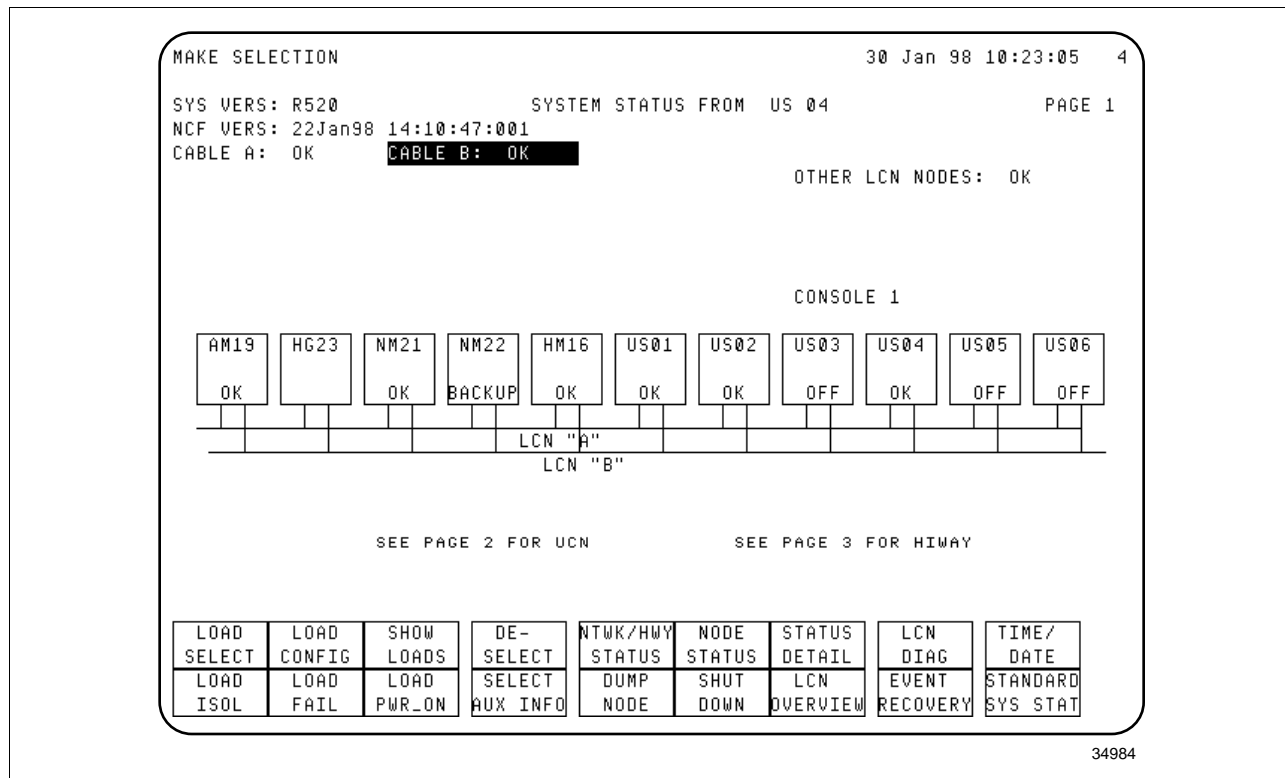 MAKE SELECTION 30 Jan 98 10:23:05 4
SYS VERS: R520 SYSTEM STATUS FROM US 04 PAGE 1
NCF VERS: 22Jan98 14:10:47:001
CABLE A: OK CABLE B: OK
OTHER LCN NODES: OK
CONSOLE 1
AM19 HG23 NM21 NM22 HM16 US01 US02 US03 US04 US05 US06
OK OK BACKUP OK OK OK OFF OK OFF OFF
LCN "A"
LCN "B"
SEE PAGE 2 FOR UCN SEE PAGE 3 FOR HIWAY
LOAD LOAD SHOW DE- NTWK/HWY NODE STATUS LCN TIME/
SELECT CONFIG LOADS SELECT STATUS STATUS DETAIL DIAG DATE
LOAD LOAD LOAD SELECT DUMP SHUT LCN EVENT STANDARD
ISOL FAIL PWR_ON AUX INFO NODE DOWN OVERVIEW RECOVERY SYS STAT
34984